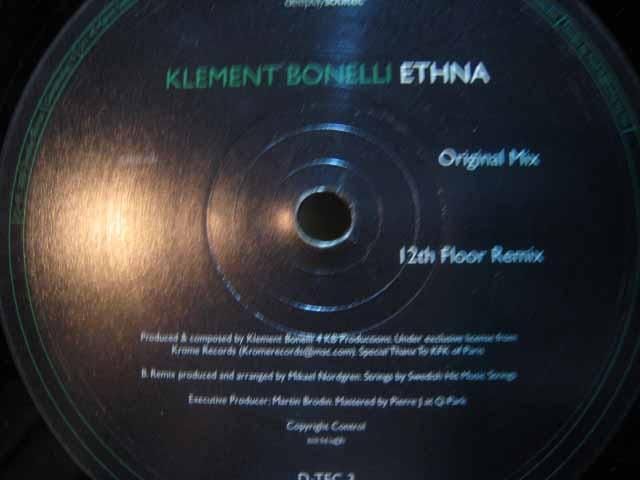 deeplysoultec
KLEMENT BONELLI ETHNA
Original Mix
12th Floor Remix
Produced & composed by Klement Bonelli 4 KB Productions. Under exclusive license from
Krome Records (Kromerecords@mac.com). Special Thanx To KFK of Paris
B. Remix produced and arranged by Mikael Nordgren. Strings by Swedish Hit Music Strings
Executive Producer: Martin Brodin. Mastered by Pierre J. at Q-Park
Copyright Control
D-TEC 3